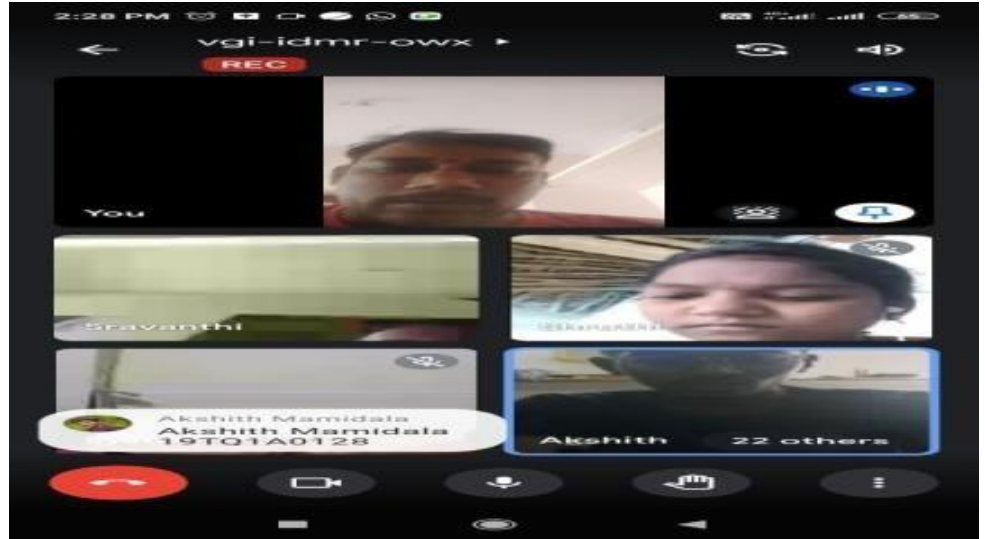 2:28 PM
vgi-idmr-owx
REC
You
Sravanthi
Akshith Mamidala
Akshith Mamidala
19TQ1A0128
Akshith 22 others